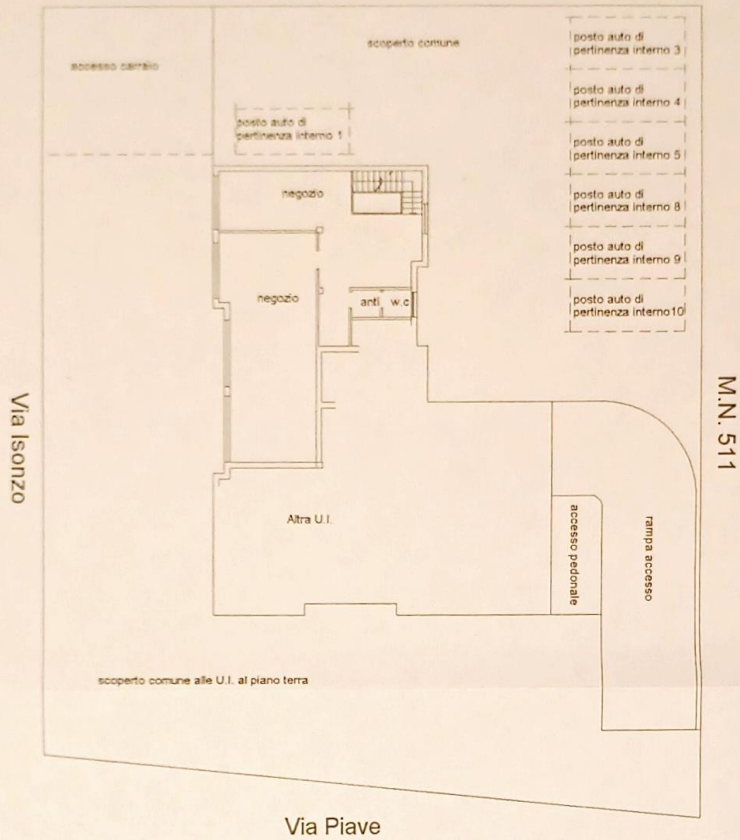 scoperto comune
accesso carraio
posto auto di
pertinenza interno 3
posto auto di
pertinenza interno 4
posto auto di
pertinenza interno 1
posto auto di
pertinenza interno 5
posto auto di
pertinenza interno 8
negozio
posto auto di
pertinenza interno 9
negozio
anti
w.c
posto auto di
pertinenza interno10
Via Isonzo
M.N. 511
Altra U.I.
accesso pedonale
rampa accesso
scoperto comune alle U.I. al piano terra
Via Piave